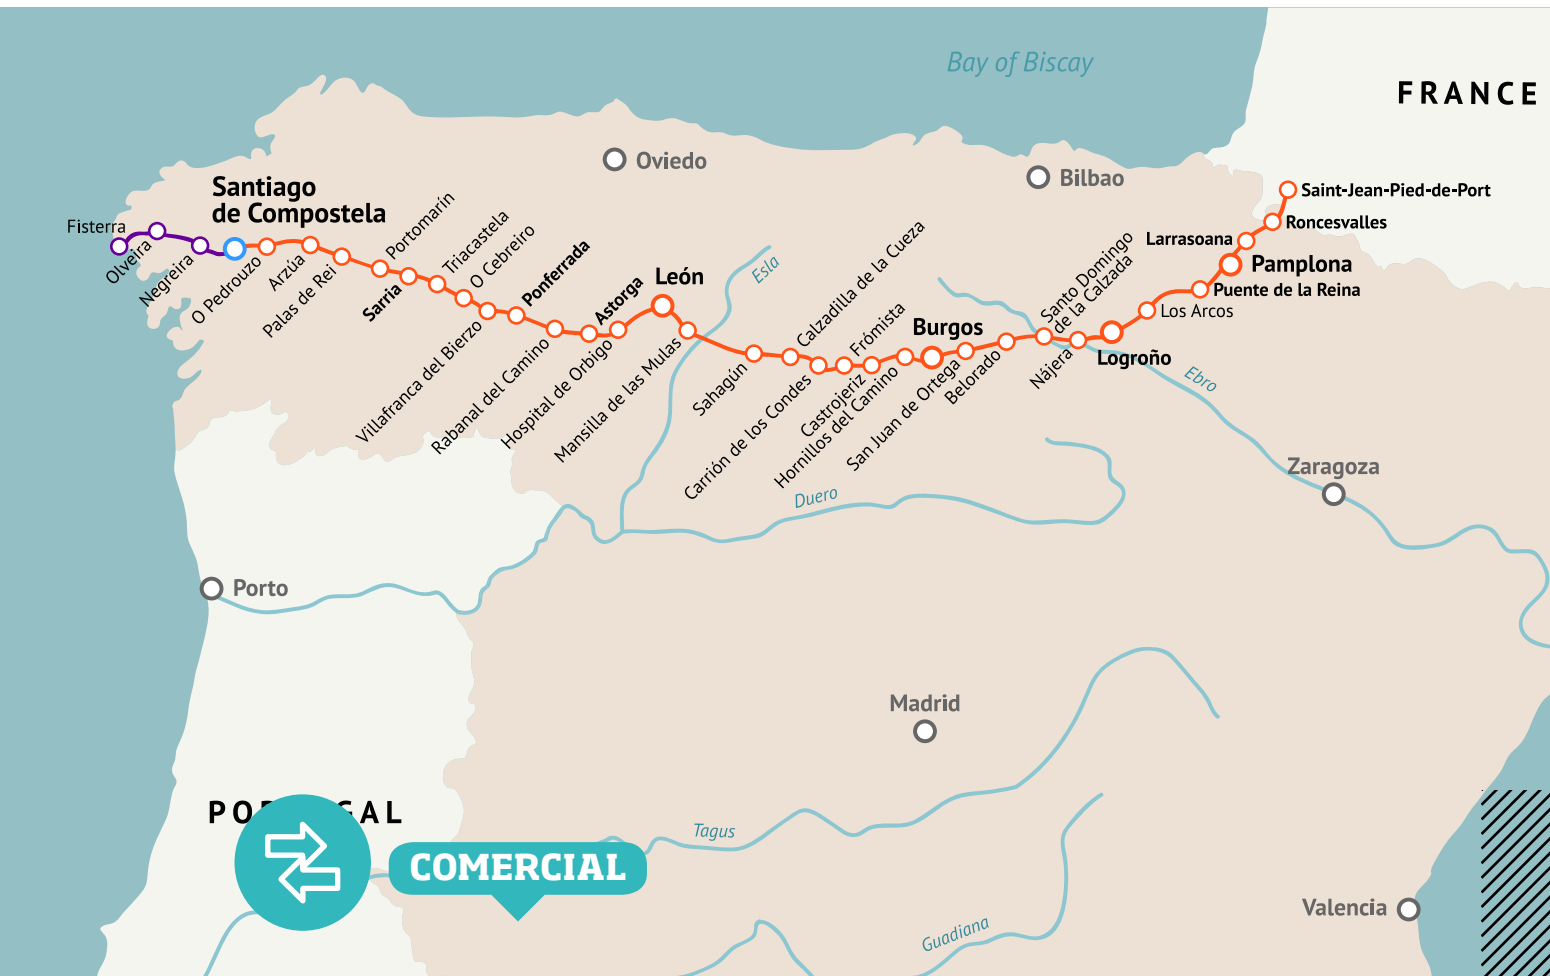 Bay of Biscay
FRANCE
Oviedo
Bilbao
Santiago
de Compostela
Saint-Jean-Pied-de-Port
Roncesvalles
Larrasoana
Pamplona
Puente de la Reina
Los Arcos
Logroño
Nájera
Santo Domingo
de la Calzada
Belorado
San Juan de Ortega
Burgos
Hornillos del Camino
Castrojeriz
Frómista
Carrión de los Condes
Calzadilla de la Cueza
Sahagún
Mansilla de las Mulas
León
Hospital de Orbigo
Astorga
Rabanal del Camino
Ponferrada
Villafranca del Bierzo
O Cebreiro
Triacastela
Sarria
Portomarín
Palas de Rei
Arzúa
O Pedrouzo
Negreira
Olveira
Fisterra
Esla
Ebro
Duero
Zaragoza
Porto
Madrid
PORTUGAL
Tagus
COMERCIAL
Valencia
Guadiana